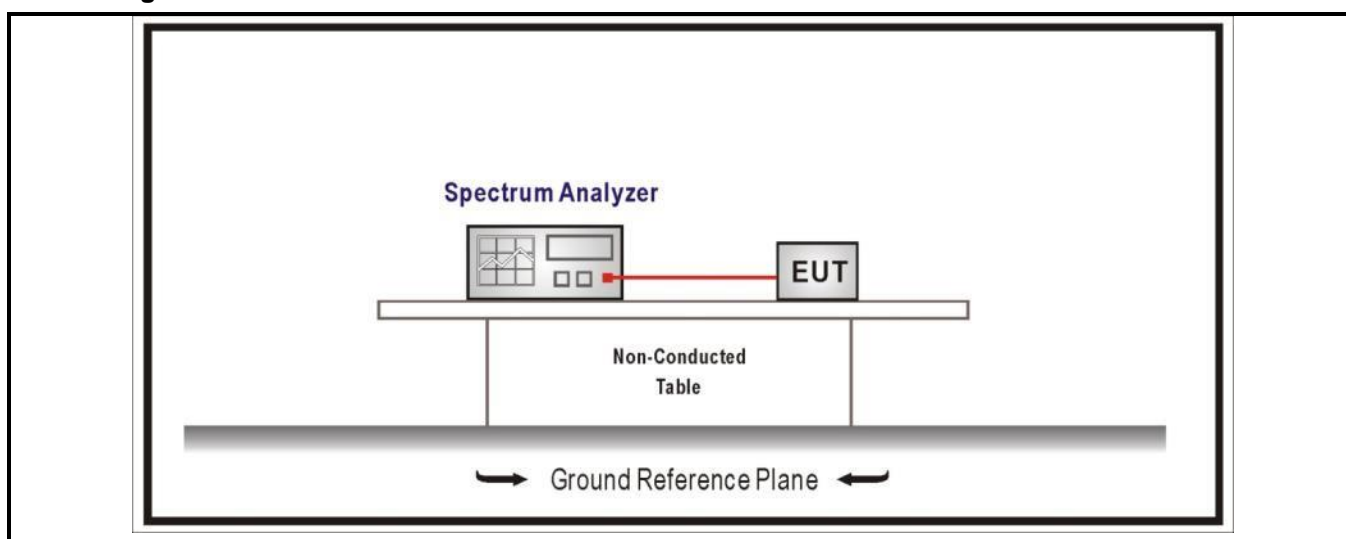 Spectrum Analyzer
EUT
Non-Conducted
Table
Ground Reference Plane